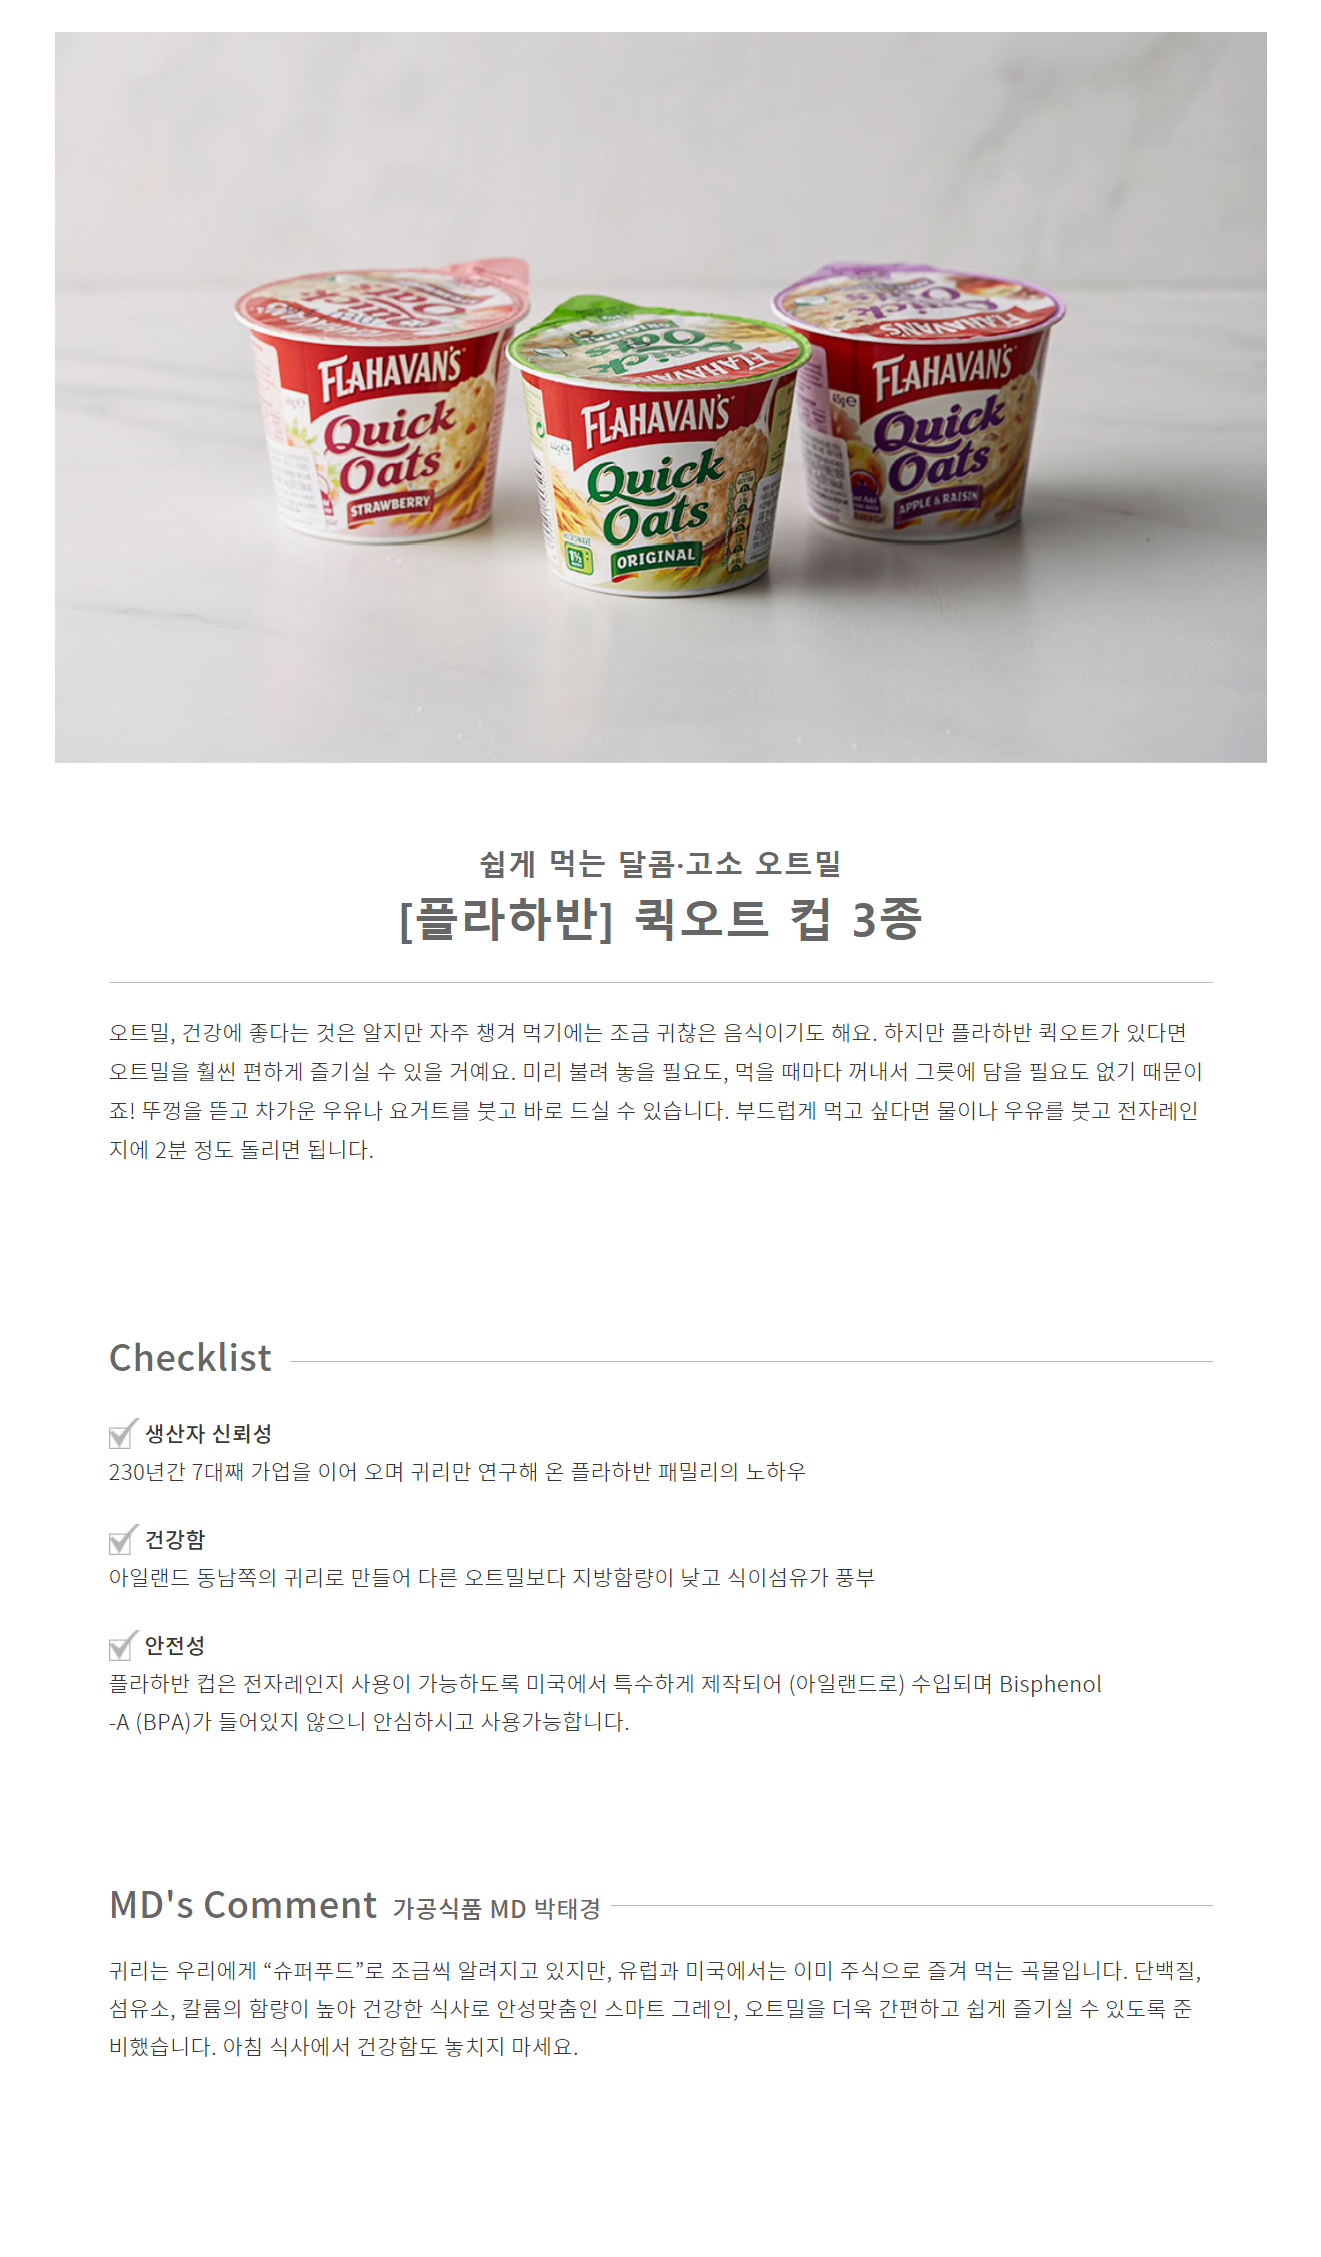 FLAHAVAN'S
Quick
Oats
STRAWBERRY
FLAHAVAN'S
Quick
Oats
ORIGINAL
FLAHAVAN'S
45g℮
Quick
Oats
APPLE & RAISIN
쉽게 먹는 달콤·고소 오트밀
[플라하반] 퀵오트 컵 3종
오트밀, 건강에 좋다는 것은 알지만 자주 챙겨 먹기에는 조금 귀찮은 음식이기도 해요. 하지만 플라하반 퀵오트가 있다면
오트밀을 훨씬 편하게 즐기실 수 있을 거예요. 미리 불려 놓을 필요도, 먹을 때마다 꺼내서 그릇에 담을 필요도 없기 때문이
죠! 뚜껑을 뜯고 차가운 우유나 요거트를 붓고 바로 드실 수 있습니다. 부드럽게 먹고 싶다면 물이나 우유를 붓고 전자레인
지에 2분 정도 돌리면 됩니다.
Checklist
생산자 신뢰성
230년간 7대째 가업을 이어 오며 귀리만 연구해 온 플라하반 패밀리의 노하우
건강함
아일랜드 동남쪽의 귀리로 만들어 다른 오트밀보다 지방함량이 낮고 식이섬유가 풍부
안전성
플라하반 컵은 전자레인지 사용이 가능하도록 미국에서 특수하게 제작되어 (아일랜드로) 수입되며 Bisphenol
-A (BPA)가 들어있지 않으니 안심하시고 사용가능합니다.
MD's Comment 가공식품 MD 박태경
귀리는 우리에게 “슈퍼푸드”로 조금씩 알려지고 있지만, 유럽과 미국에서는 이미 주식으로 즐겨 먹는 곡물입니다. 단백질,
섬유소, 칼륨의 함량이 높아 건강한 식사로 안성맞춤인 스마트 그레인, 오트밀을 더욱 간편하고 쉽게 즐기실 수 있도록 준
비했습니다. 아침 식사에서 건강함도 놓치지 마세요.